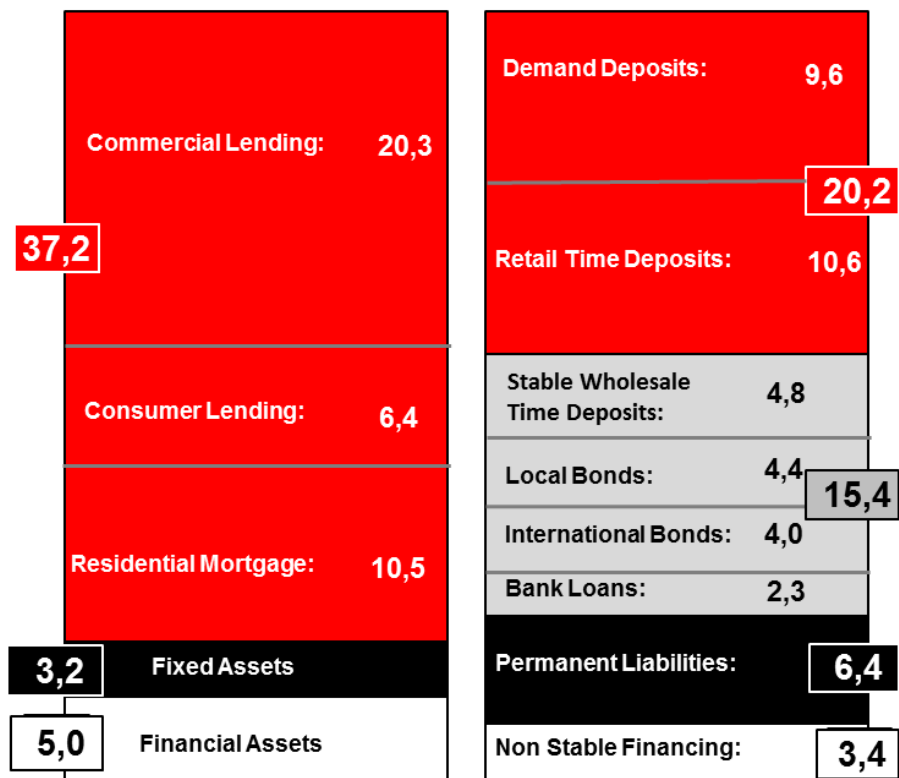 Commercial Lending: 20,3
37,2
Consumer Lending: 6,4
Residential Mortgage: 10,5
3,2 Fixed Assets
5,0 Financial Assets
Demand Deposits: 9,6
20,2
Retail Time Deposits: 10,6
Stable Wholesale
Time Deposits: 4,8
Local Bonds: 4,4
15,4
International Bonds: 4,0
Bank Loans: 2,3
Permanent Liabilities: 6,4
Non Stable Financing: 3,4